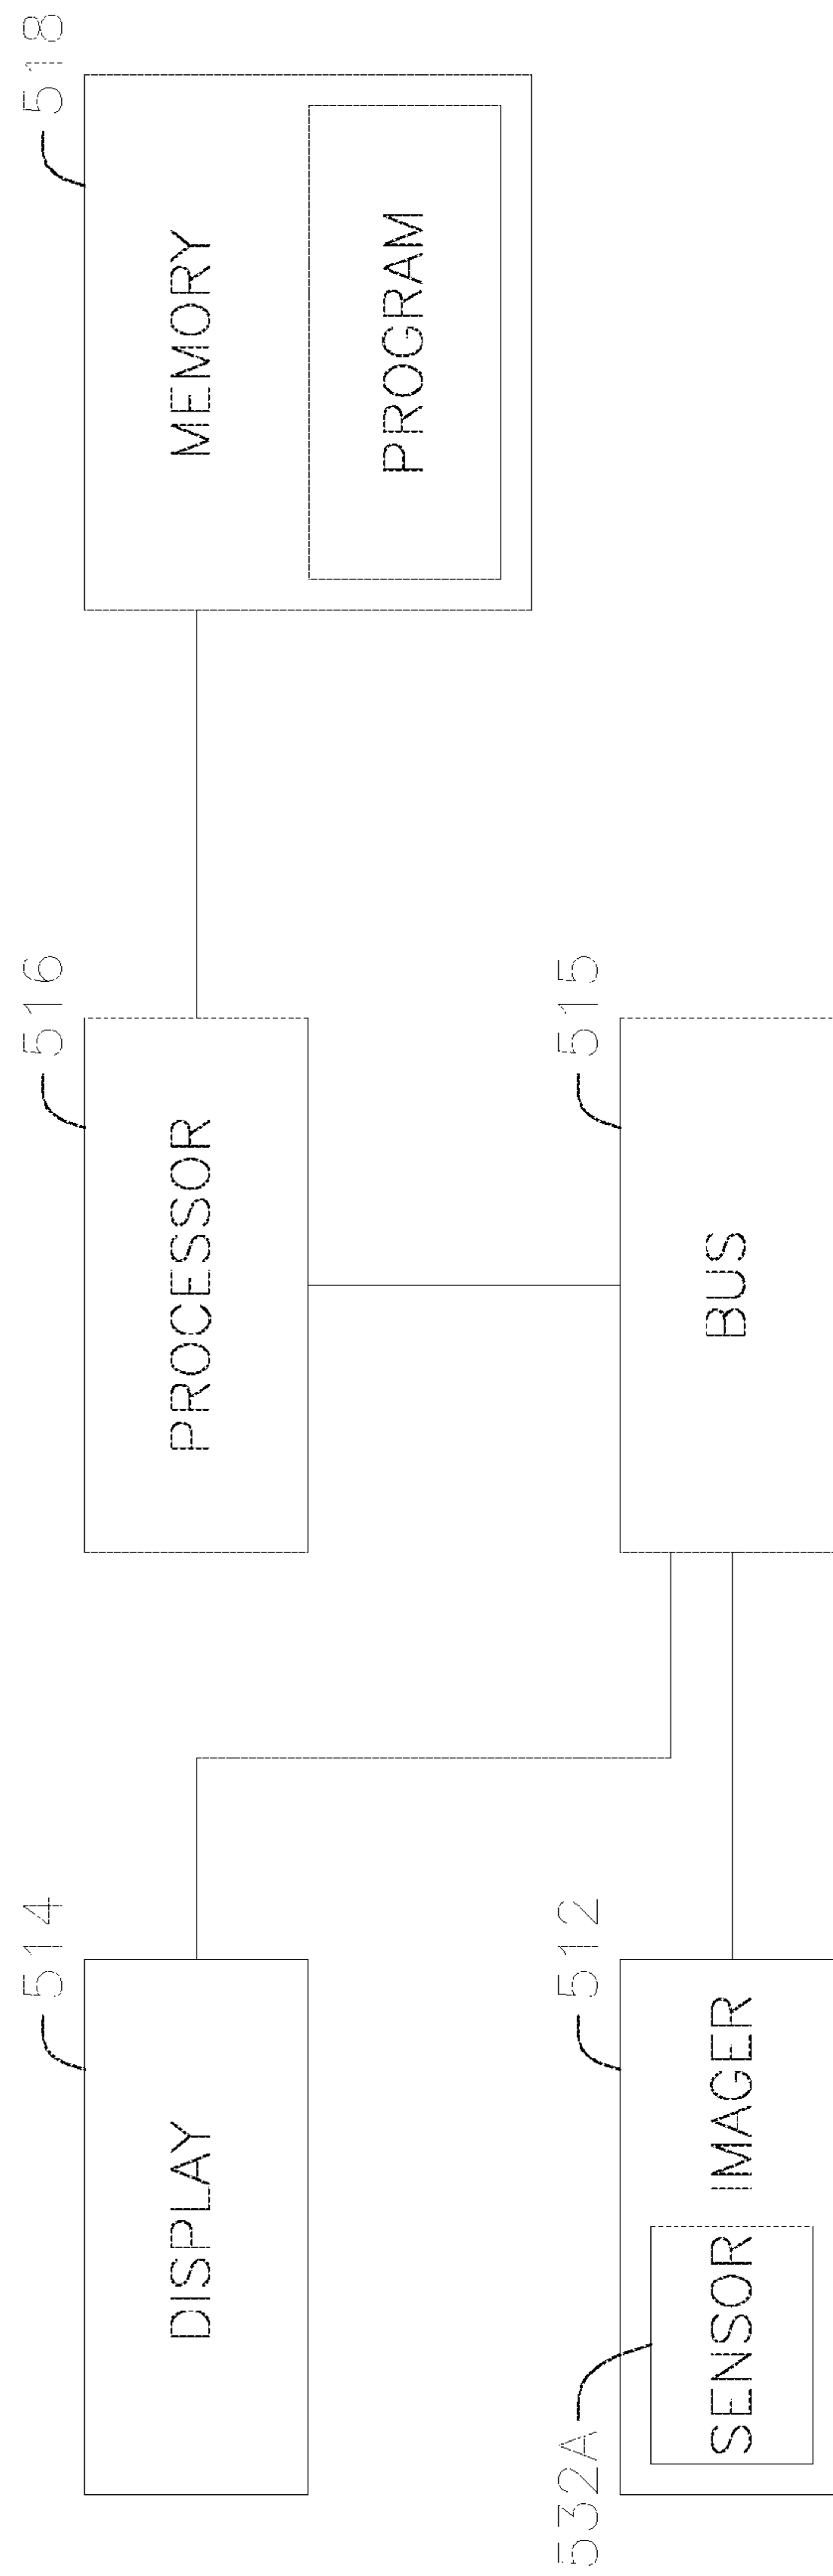 514
DISPLAY
516
PROCESSOR
518
MEMORY
PROGRAM
532A
SENSOR
512
IMAGER
515
BUS